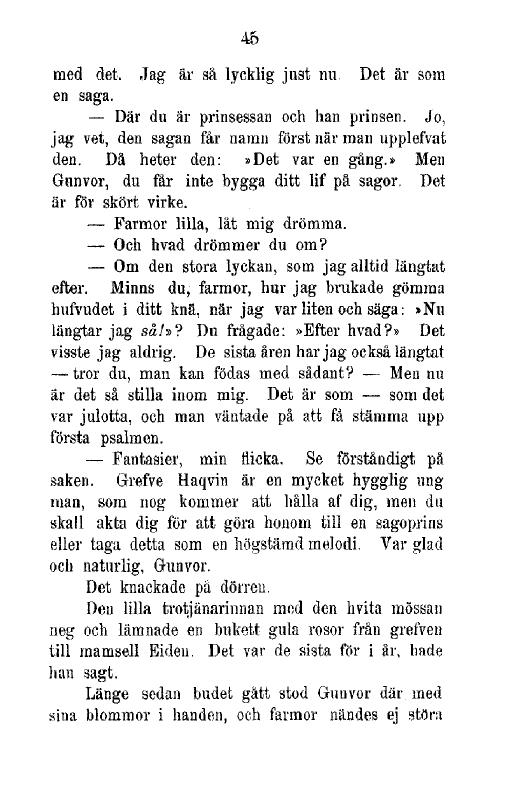 45
med det. Jag är så lycklig just nu. Det är som
en saga.
— Där du är prinsessan och han prinsen. Jo,
jag vet, den sagan får namn först när man upplefvat
den. Då heter den: »Det var en gång.» Men
Gunvor, du får inte bygga ditt lif på sagor. Det
är för skört virke.
— Farmor lilla, låt mig drömma.
— Och hvad drömmer du om?
— Om den stora lyckan, som jag alltid längtat
efter. Minns du, farmor, hur jag brukade gömma
hufvudet i ditt knä, när jag var liten och säga: »Nu
längtar jag så!»? Du frågade: »Efter hvad?» Det
visste jag aldrig. De sista åren har jag också längtat
— tror du, man kan födas med sådant? — Men nu
är det så stilla inom mig. Det är som — som det
var julotta, och man väntade på att få stämma upp
första psalmen.
— Fantasier, min flicka. Se förståndigt på
saken. Grefve Haqvin är en mycket hygglig ung
man, som nog kommer att hålla af dig, men du
skall akta dig för att göra honom till en sagoprins
eller taga detta som en högstämd melodi. Var glad
och naturlig, Gunvor.
Det knackade på dörren.
Den lilla trotjänarinnan med den hvita mössan
neg och lämnade en bukett gula rosor från grefven
till mamsell Eiden. Det var de sista för i år, hade
han sagt.
Länge sedan budet gått stod Gunvor där med
sina blommor i handen, och farmor nändes ej störa